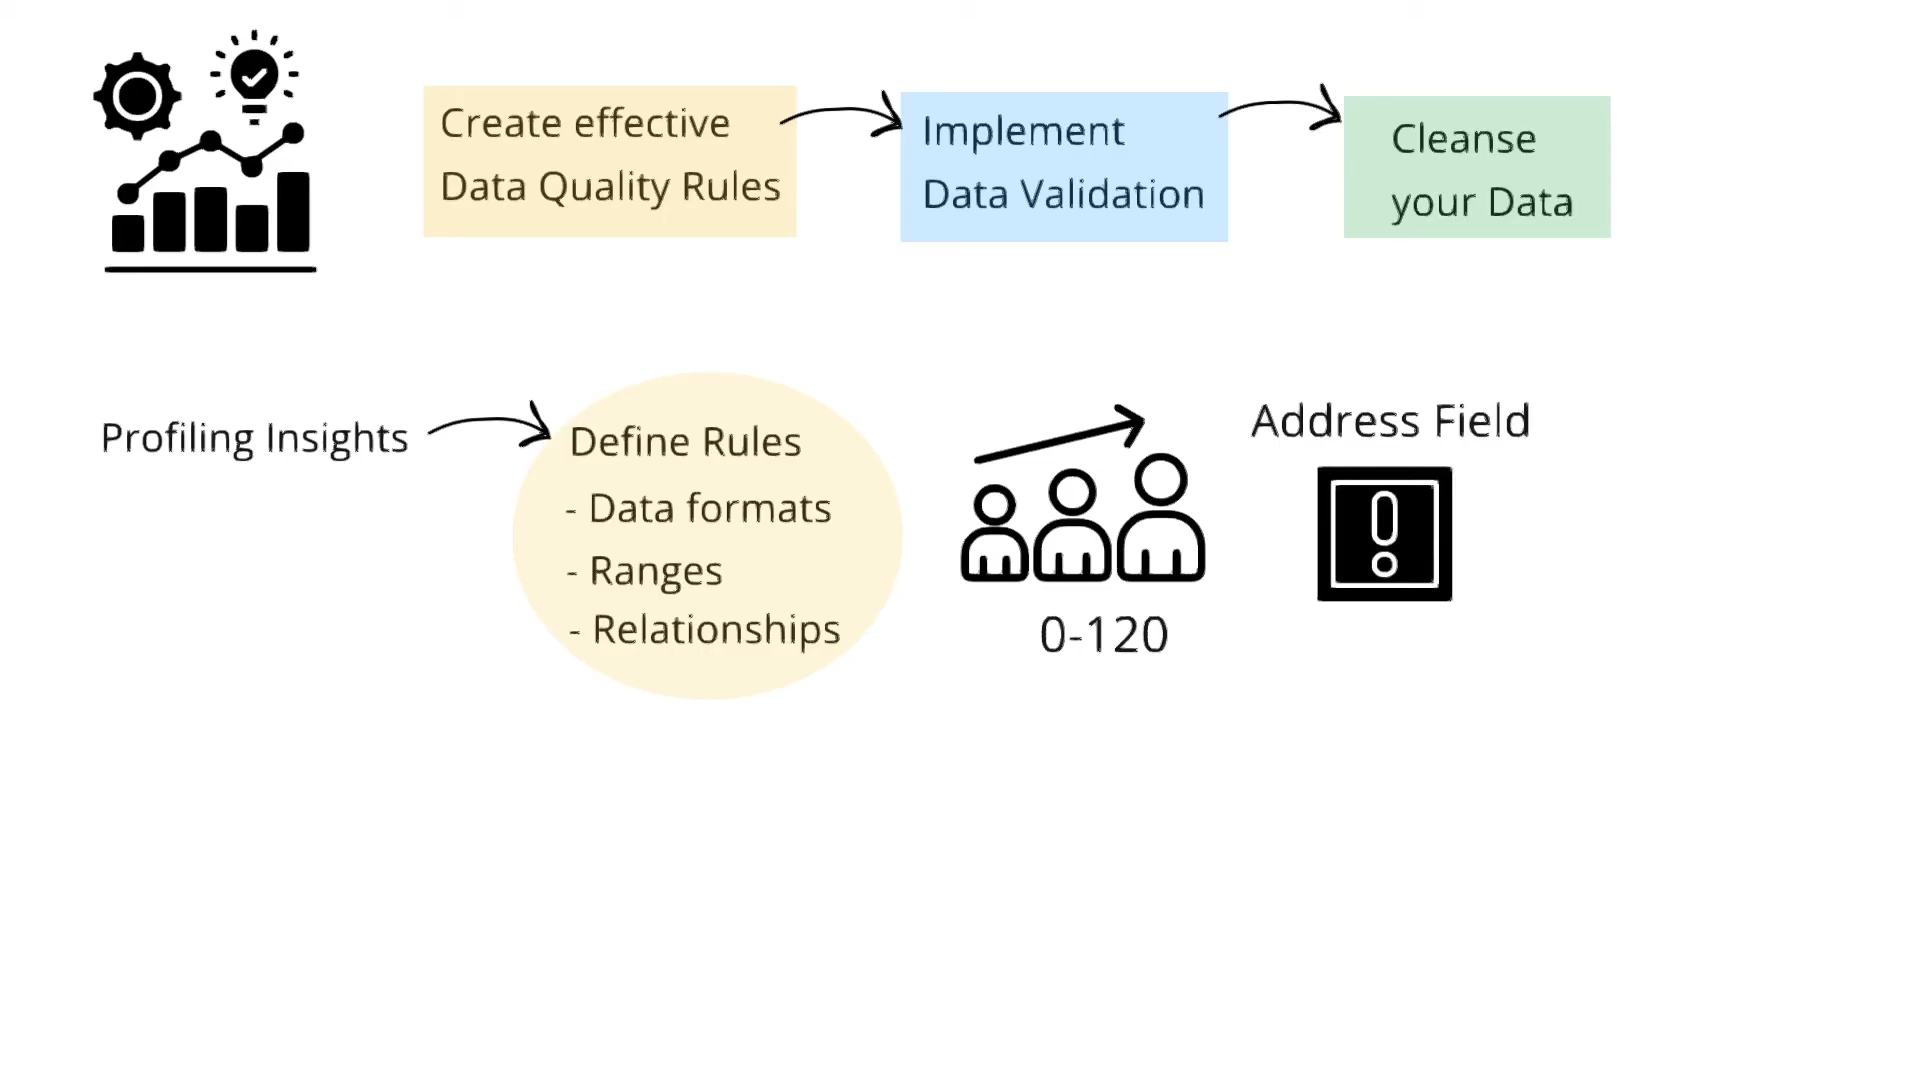 Create effective
Data Quality Rules
Implement
Data Validation
Cleanse
your Data
Profiling Insights
Define Rules
- Data formats
- Ranges
- Relationships
0-120
Address Field